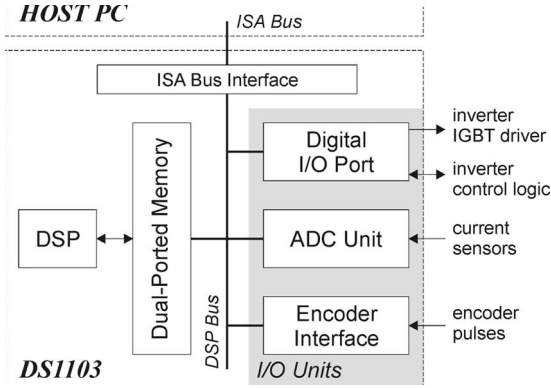 HOST PC
ISA Bus
ISA Bus Interface
Digital
I/O Port
inverter
IGBT driver
inverter
control logic
Dual-Ported Memory
DSP
ADC Unit
current
sensors
DSP Bus
Encoder
Interface
encoder
pulses
DS1103
I/O Units